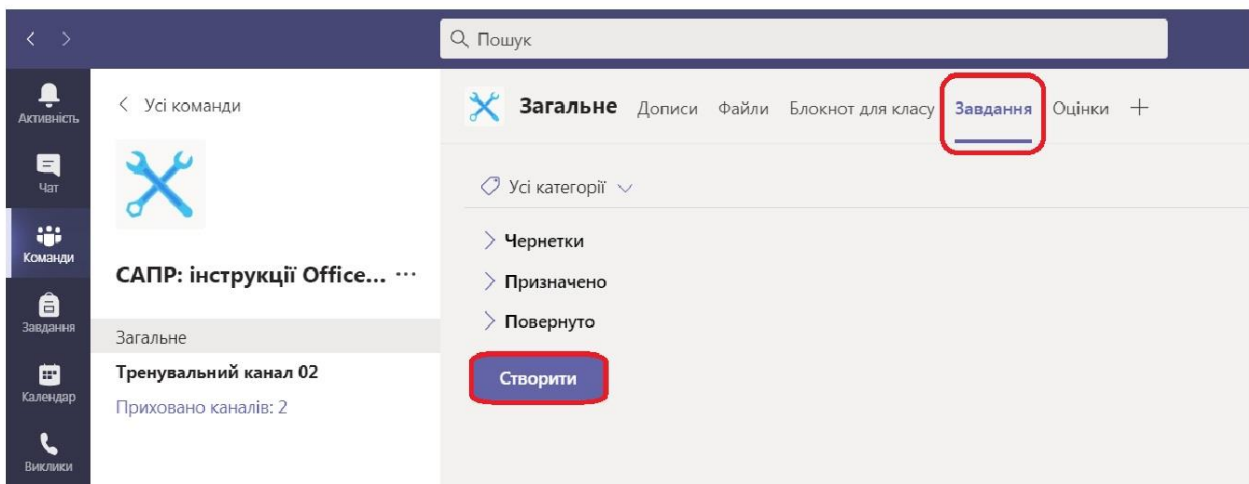 Пошук
Активність
Чат
Команди
Завдання
Календар
Виклики
Усі команди
САПР: інструкції Office...
Загальне
Тренувальний канал 02
Приховано каналів: 2
Загальне Дописи Файли Блокнот для класу Завдання Оцінки
Усі категорії
Чернетки
Призначено
Повернуто
Створити